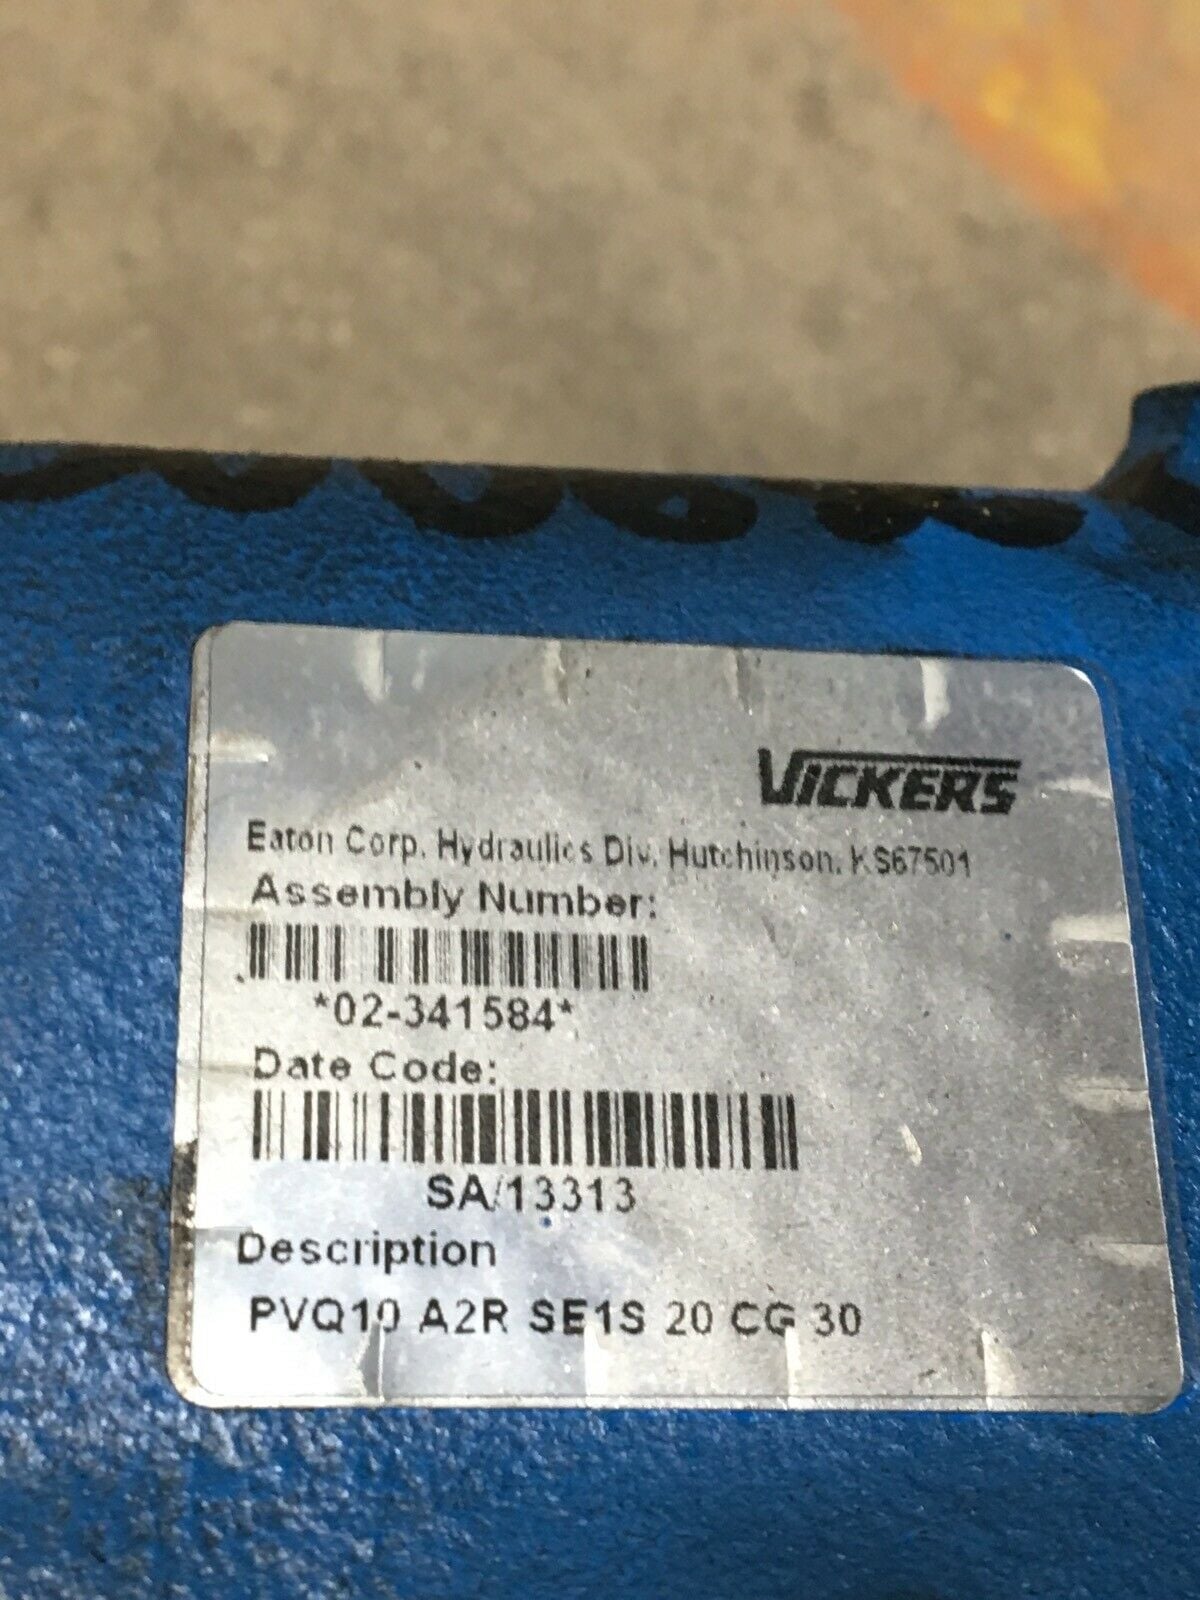 VICKERS
Eaton Corp. Hydraulics Div. Hutchinson, KS67501
Assembly Number:
*02-341584*
Date Code:
SA/13313
Description
PVQ10 A2R SE1S 20 CG 30